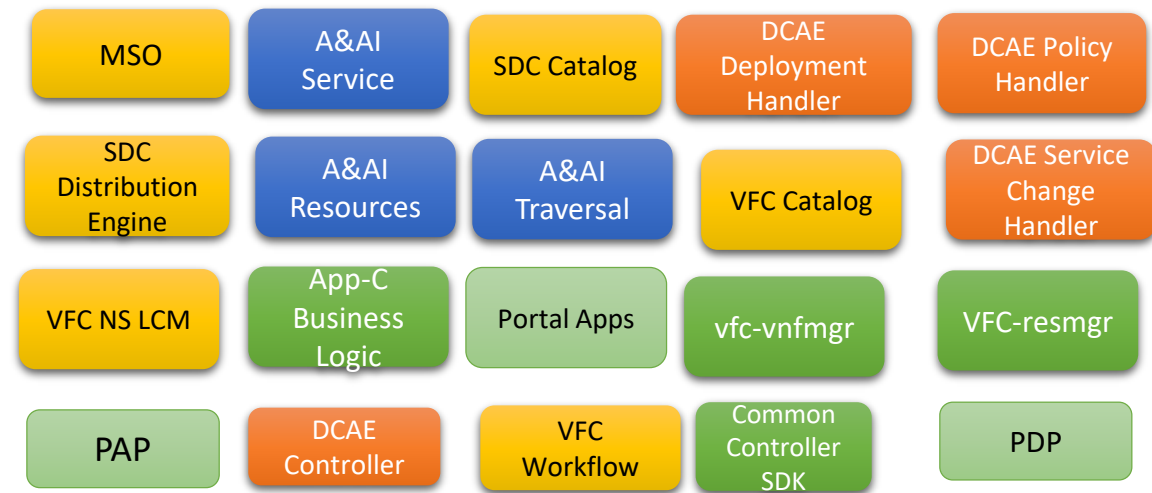 MSO
A&AI
Service
SDC Catalog
DCAE
Deployment
Handler
DCAE Policy
Handler
SDC
Distribution
Engine
A&AI
Resources
A&AI
Traversal
VFC Catalog
DCAE Service
Change
Handler
VFC NS LCM
App-C
Business
Logic
Portal Apps
vfc-vnfmgr
VFC-resmgr
PAP
DCAE
Controller
VFC
Workflow
Common
Controller
SDK
PDP